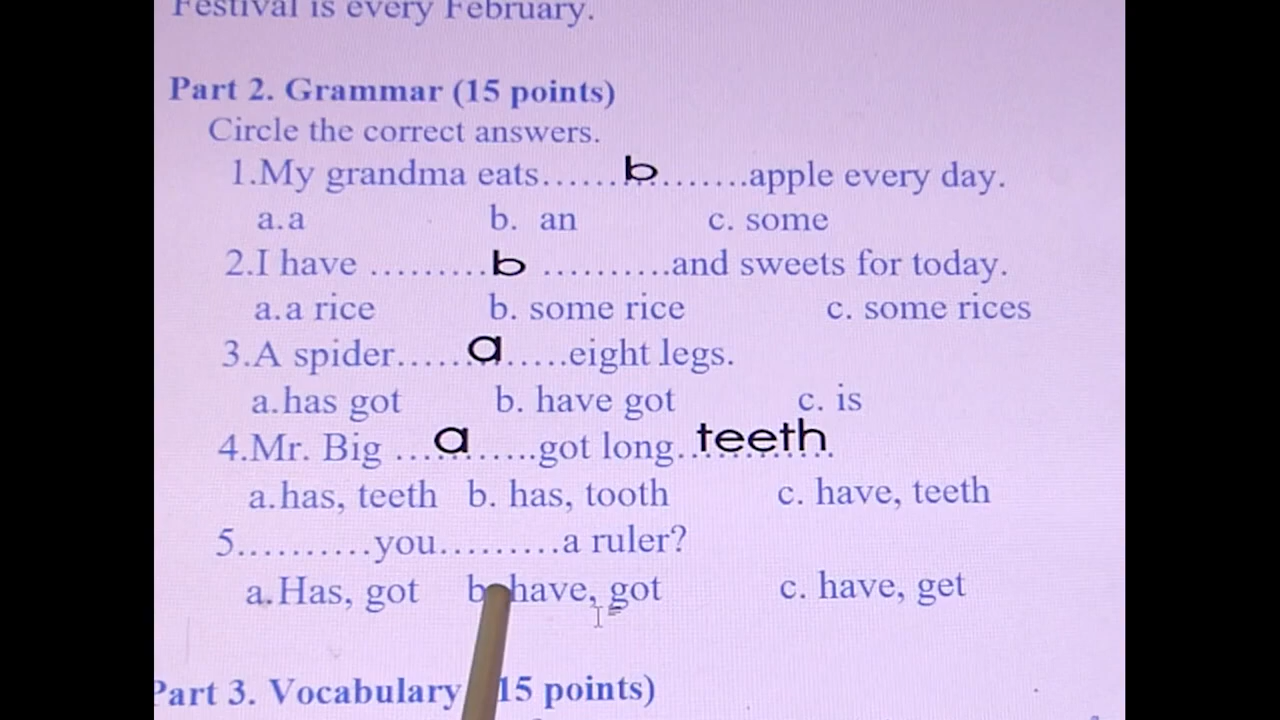 Festival is every February.
Part 2. Grammar (15 points)
Circle the correct answers.
1.My grandma eats......b........apple every day.
a.a b. an c. some
2.I have .........b ..........and sweets for today.
a.a rice b. some rice c. some rices
3.A spider......a.....eight legs.
a.has got b. have got c. is
4.Mr. Big ...a.....got long..teeth
a.has, teeth b. has, tooth c. have, teeth
5..........you.........a ruler?
a.Has, got b. have, got c. have, get
Part 3. Vocabulary 15 points)